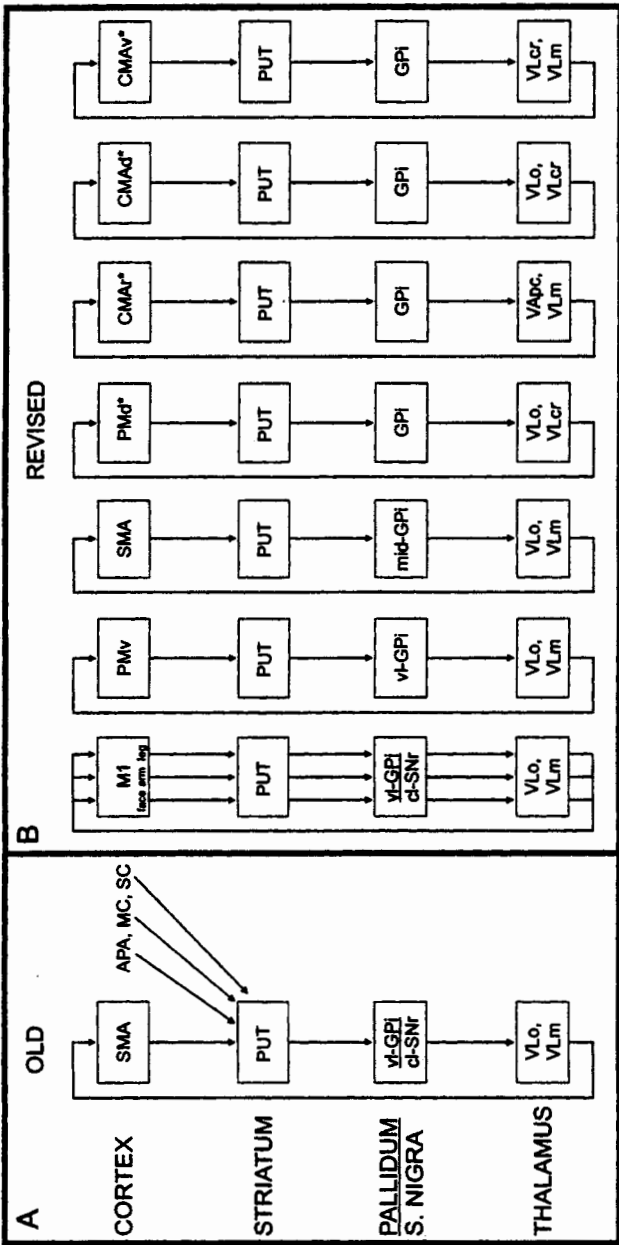 A
OLD
CORTEX
STRIATUM
PALLIDUM
S. NIGRA
THALAMUS
SMA
APA, MC, SC
PUT
vl-GPi
cl-SNr
VLo,
VLm
B
REVISED
M1
face arm leg
PUT
vl-GPi
cl-SNr
VLo,
VLm
PMv
PUT
vl-GPi
VLo,
VLm
SMA
PUT
mid-GPi
VLo,
VLm
PMd*
PUT
GPi
VLo,
VLcr
CMAr*
PUT
GPi
VApc,
VLm
CMAd*
PUT
GPi
VLo,
VLcr
CMAv*
PUT
GPi
VLcr,
VLm